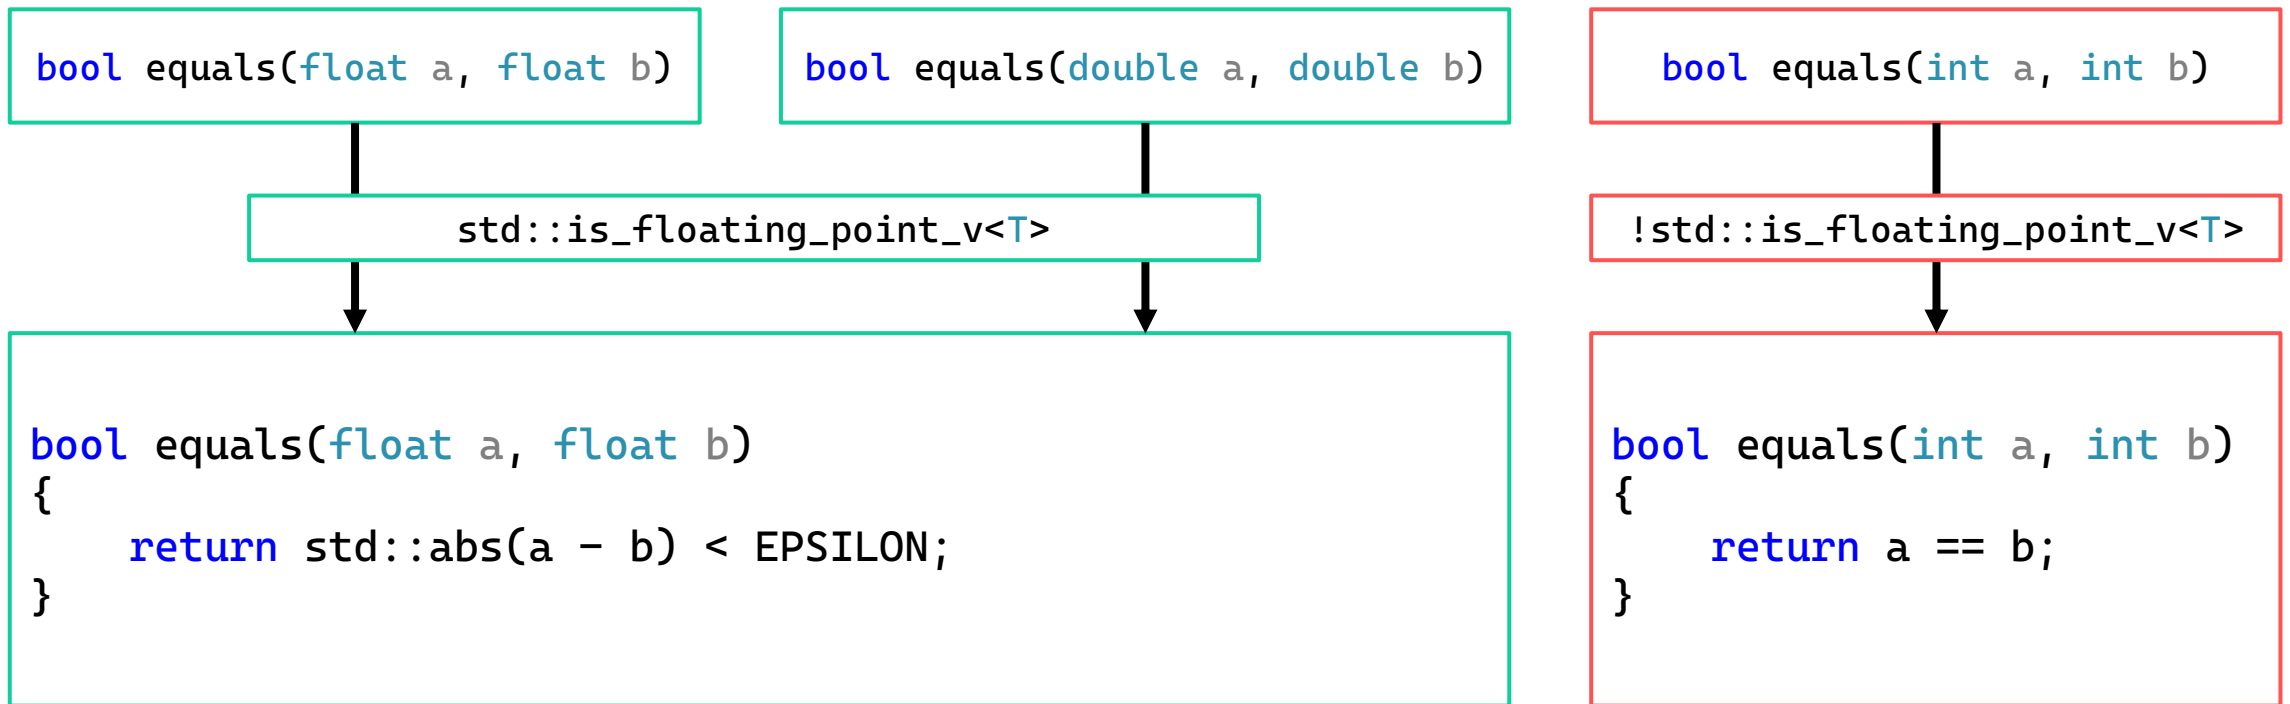 bool equals(float a, float b)
bool equals(double a, double b)
bool equals(int a, int b)
std::is_floating_point_v<T>
!std::is_floating_point_v<T>
bool equals(float a, float b)
{
    return std::abs(a - b) < EPSILON;
}
bool equals(int a, int b)
{
    return a == b;
}